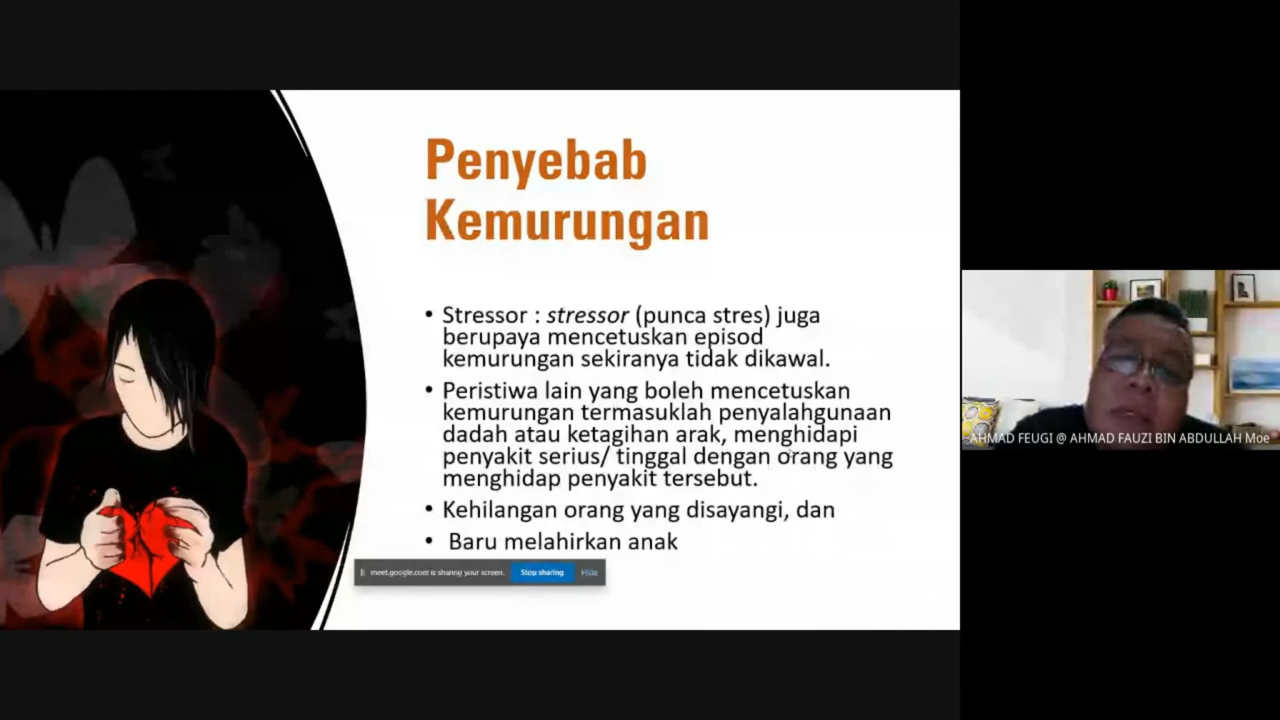 Penyebab
Kemurungan
• Stressor : stressor (punca stres) juga
berupaya mencetuskan episod
kemurungan sekiranya tidak dikawal.
• Peristiwa lain yang boleh mencetuskan
kemurungan termasuklah penyalahgunaan
dadah atau ketagihan arak, menghidapi
penyakit serius/ tinggal dengan orang yang
menghidap penyakit tersebut.
• Kehilangan orang yang disayangi, dan
• Baru melahirkan anak
meet.google.com is sharing your screen. Stop sharing Hide
AHMAD FEUGI @ AHMAD FAUZI BIN ABDULLAH Moe